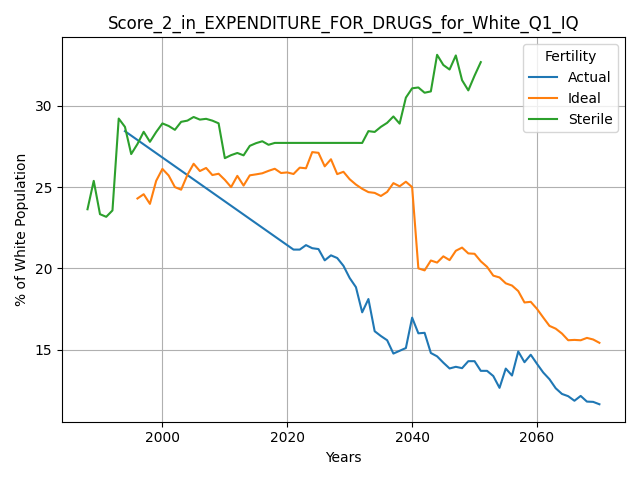 Score_2_in_EXPENDITURE_FOR_DRUGS_for_White_Q1_IQ
Fertility
Actual
Ideal
Sterile
% of White Population
30
25
20
15
2000 2020 2040 2060
Years